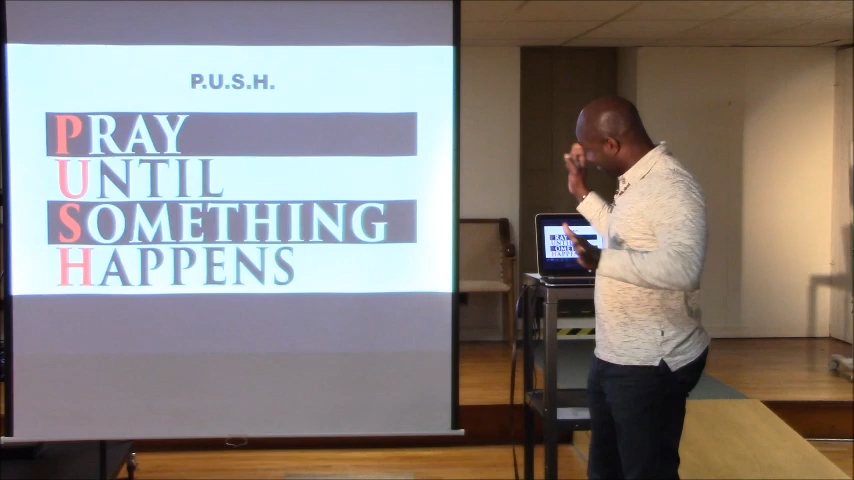 P.U.S.H.
PRAY
UNTIL
SOMETHING
HAPPENS